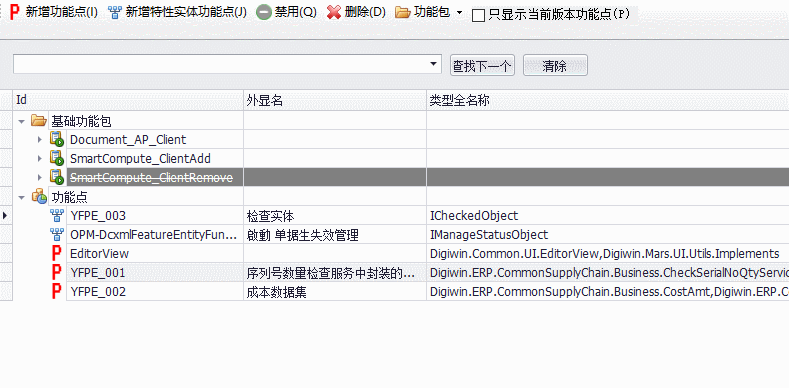 新增功能点(I) 新增特性实体功能点(J) 禁用(Q) 删除(D) 功能包 只显示当前版本功能点(P)
查找下一个 清除
Id 外显名 类型全名称
基础功能包
Document_AP_Client
SmartCompute_ClientAdd
SmartCompute_ClientRemove
功能点
YFPE_003 检查实体 ICheckedObject
OPM-DcxmlFeatureEntityFun... 啟動 单据生失效管理 IManageStatusObject
EditorView Digiwin.Common.UI.EditorView,Digiwin.Mars.UI.Utils.Implements
YFPE_001 序列号数量检查服务中封装的... Digiwin.ERP.CommonSupplyChain.Business.CheckSerialNoQtyServic
YFPE_002 成本数据集 Digiwin.ERP.CommonSupplyChain.Business.CostAmt,Digiwin.ERP.C